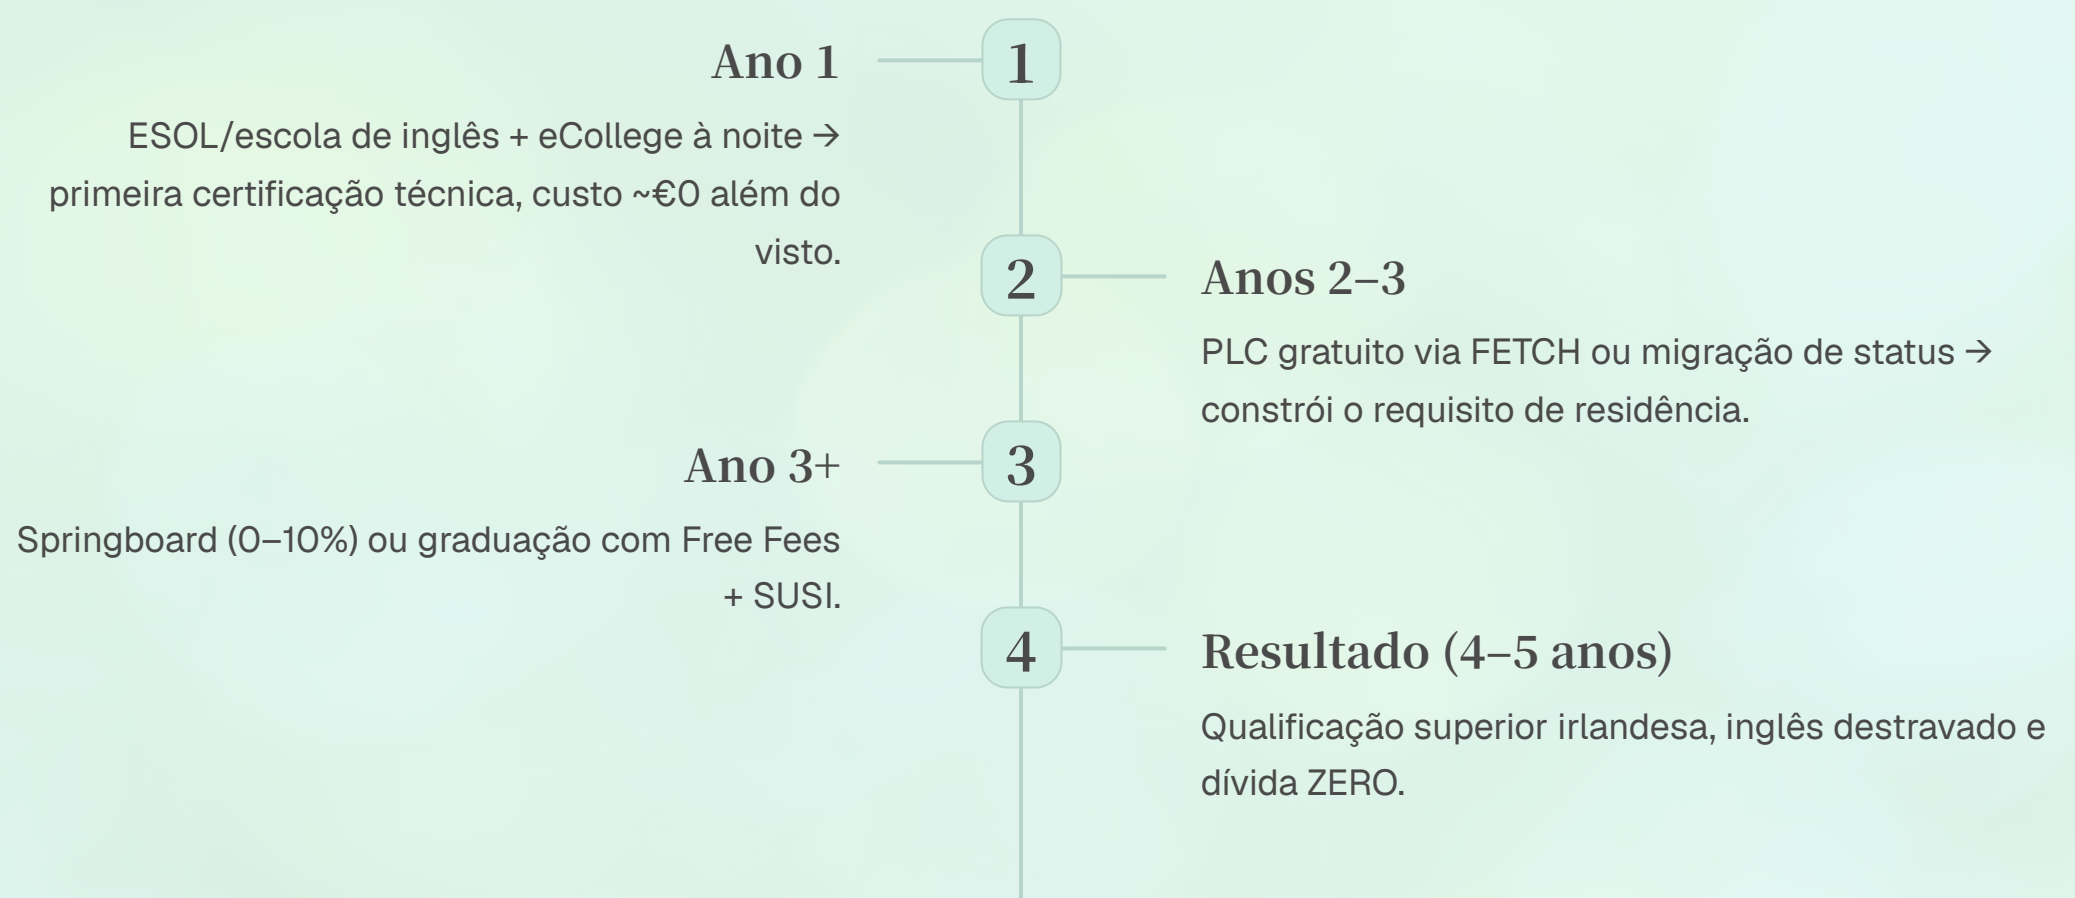 Ano 1
1
ESOL/escola de inglês + eCollege à noite →
primeira certificação técnica, custo ~€0 além do
visto.
2
Anos 2–3
PLC gratuito via FETCH ou migração de status →
constrói o requisito de residência.
Ano 3+
3
Springboard (0–10%) ou graduação com Free Fees
+ SUSI.
4
Resultado (4–5 anos)
Qualificação superior irlandesa, inglês destravado e
dívida ZERO.